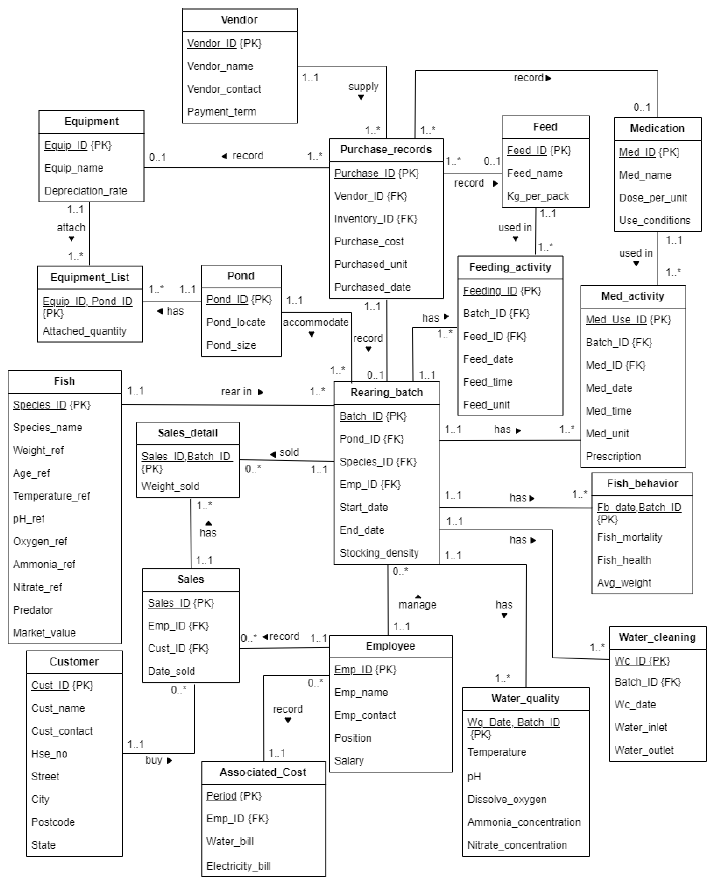 Vendor
Vendor_ID {PK}
Vendor_name
Vendor_contact
Payment_term
1..1
supply
1..*
record
1..*
0..1
Equipment
Equip_ID {PK}
Equip_name
Depreciation_rate
0..1
record
1..*
Purchase_records
Purchase_ID {PK}
Vendor_ID {FK}
Inventory_ID {FK}
Purchase_cost
Purchased_unit
Purchased_date
1..*
0..1
record
Feed
Feed_ID {PK}
Feed_name
Kg_per_pack
Medication
Med_ID {PK}
Med_name
Dose_per_unit
Use_conditions
1..1
attach
1..*
1..1
used in
1..*
1..1
used in
1..*
Equipment_List
Equip_ID, Pond_ID
{PK}
Attached_quantity
1..*
1..1
has
Pond
Pond_ID {PK}
Pond_locate
Pond_size
1..1
accommodate
1..*
1..1
record
0..1
Feeding_activity
Feeding_ID {PK}
Batch_ID {FK}
Feed_ID {FK}
Feed_date
Feed_time
Feed_unit
has
1..*
1..1
Med_activity
Med_Use_ID {PK}
Batch_ID {FK}
Med_ID {FK}
Med_date
Med_time
Med_unit
Prescription
Fish
Species_ID {PK}
Species_name
Weight_ref
Age_ref
Temperature_ref
pH_ref
Oxygen_ref
Ammonia_ref
Nitrate_ref
Predator
Market_value
1..1
rear in
1..*
Rearing_batch
Batch_ID {PK}
Pond_ID {FK}
Species_ID {FK}
Emp_ID {FK}
Start_date
End_date
Stocking_density
1..1
has
1..*
Sales_detail
Sales_ID,Batch_ID
{PK}
Weight_sold
sold
0..*
1..1
1..1
has
1..*
Fish_behavior
Fb_date,Batch_ID
{PK}
Fish_mortality
Fish_health
Avg_weight
1..*
has
1..1
1..1
has
1..*
1..1
has
1..*
Sales
Sales_ID {PK}
Emp_ID {FK}
Cust_ID {FK}
Date_sold
0..*
manage
1..1
0..*
record
1..1
Employee
Emp_ID {PK}
Emp_name
Emp_contact
Position
Salary
Water_cleaning
Wc_ID {PK}
Batch_ID {FK}
Wc_date
Water_inlet
Water_outlet
Customer
Cust_ID {PK}
Cust_name
Cust_contact
Hse_no
Street
City
Postcode
State
0..*
1..1
buy
0..*
record
1..1
Associated_Cost
Period {PK}
Emp_ID {FK}
Water_bill
Electricity_bill
Water_quality
Wq_Date, Batch_ID
{PK}
Temperature
pH
Dissolve_oxygen
Ammonia_concentration
Nitrate_concentration